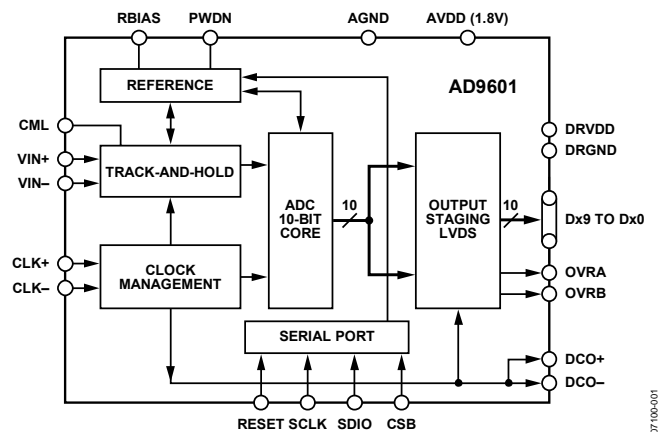 RBIAS PWDN AGND AVDD (1.8V)
REFERENCE
AD9601
CML
DRVDD
VIN+
DRGND
TRACK-AND-HOLD
VIN–
ADC
10-BIT
CORE
10
OUTPUT
STAGING
LVDS
10
Dx9 TO Dx0
CLK+
CLOCK
MANAGEMENT
CLK–
OVRA
OVRB
SERIAL PORT
DCO+
DCO–
RESET SCLK SDIO CSB
07100-001